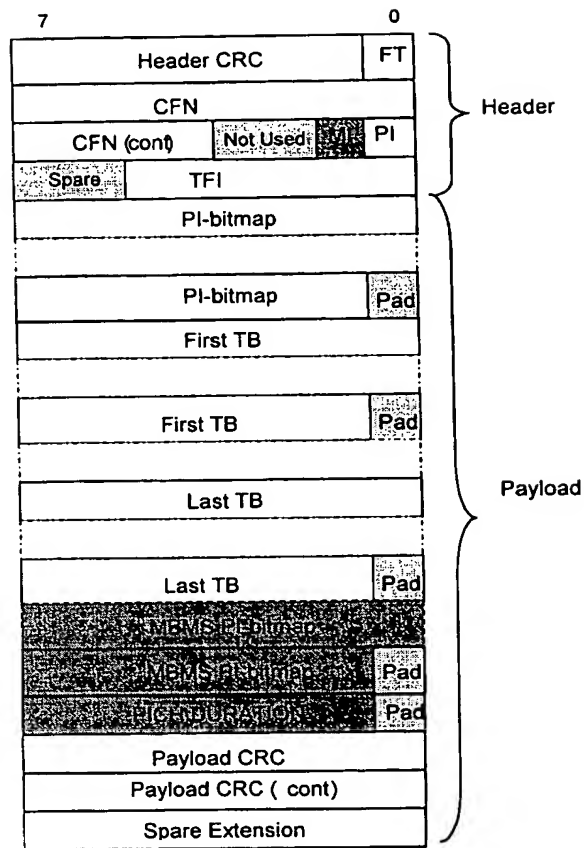 7 0
Header CRC FT
CFN
Header
CFN (cont) Not Used MI PI
Spare TFI
PI-bitmap
PI-bitmap Pad
First TB
First TB Pad
Payload
Last TB
Last TB Pad
MBMS PI-bitmap
MBMS PI-bitmap Pad
DURATION Pad
Payload CRC
Payload CRC ( cont)
Spare Extension